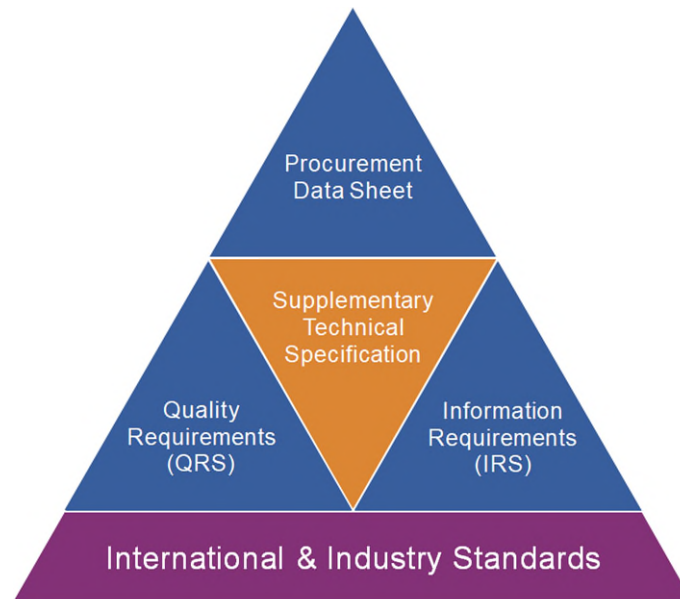 Procurement
Data Sheet
Supplementary
Technical
Specification
Quality
Requirements
(QRS)
Information
Requirements
(IRS)
International & Industry Standards